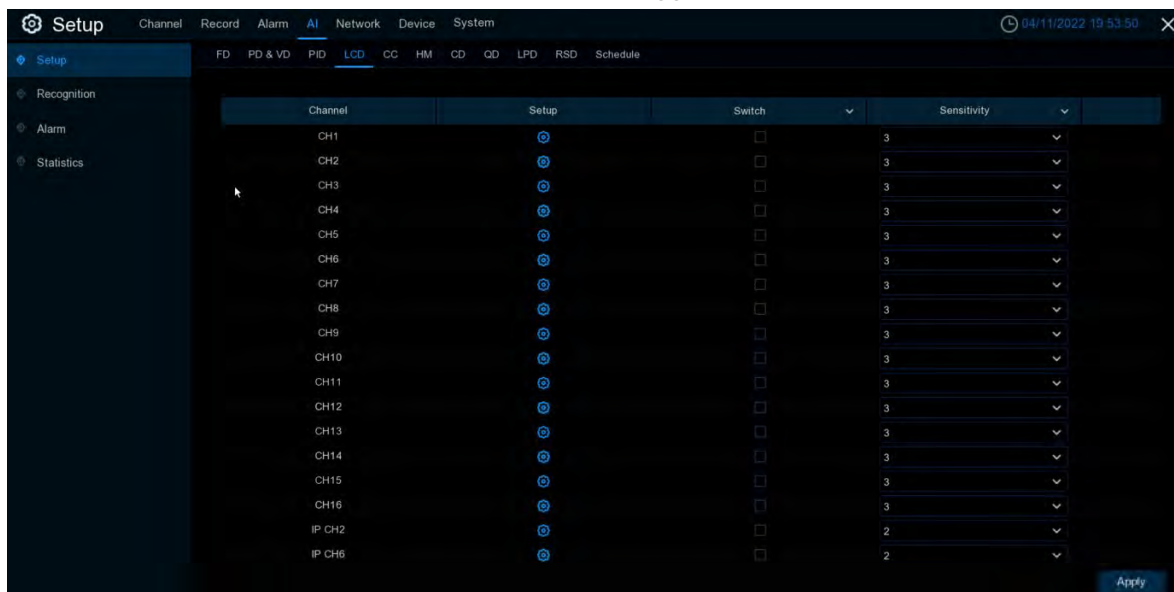 Setup Channel Record Alarm AI Network Device System 04/11/2022 19:53:50
Setup FD PD & VD PID LCD CC HM CD QD LPD RSD Schedule
Recognition
Alarm
Statistics
Channel Setup Switch Sensitivity
CH1 3
CH2 3
CH3 3
CH4 3
CH5 3
CH6 3
CH7 3
CH8 3
CH9 3
CH10 3
CH11 3
CH12 3
CH13 3
CH14 3
CH15 3
CH16 3
IP CH2 2
IP CH6 2
Apply